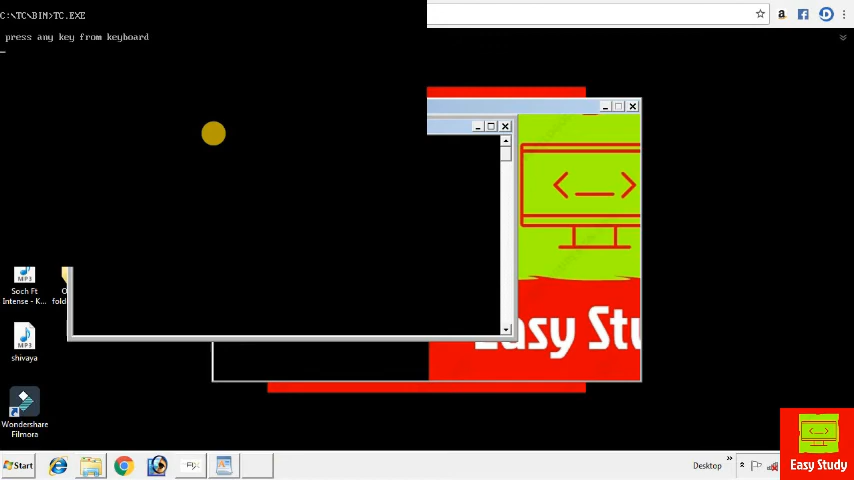 C:\TC\BIN>TC.EXE
press any key from keyboard
Soch Ft
Intense - K...
O
fold
shivaya
Wondershare
Filmora
Easy Stu
Start
Desktop
Easy Study